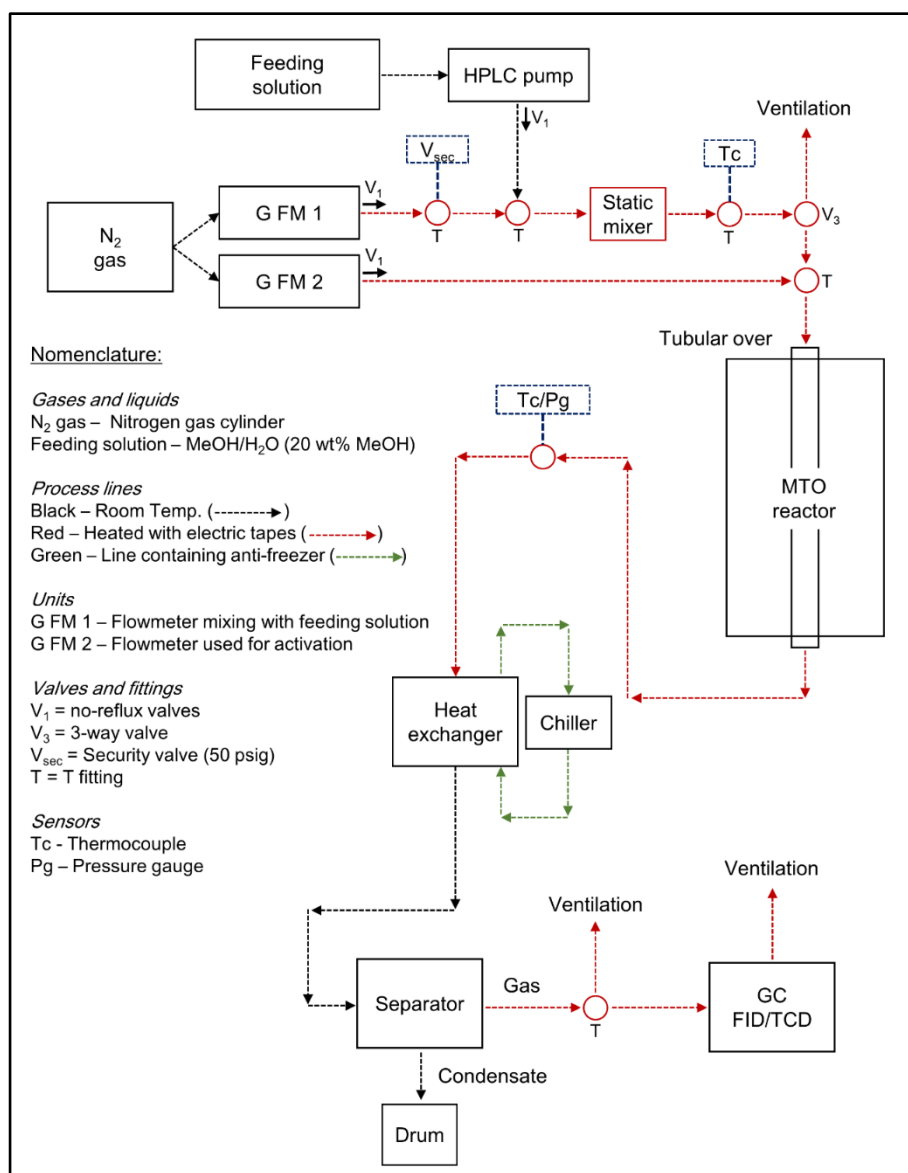 Feeding
solution
HPLC pump
V1
Ventilation
Vsec
Tc
V1
N2
gas
G FM 1
T
T
Static
mixer
T
V3
V1
G FM 2
T
Tubular over
Nomenclature:
Gases and liquids
N2 gas – Nitrogen gas cylinder
Feeding solution – MeOH/H2O (20 wt% MeOH)
Process lines
Black – Room Temp. ( )
Red – Heated with electric tapes ( )
Green – Line containing anti-freezer ( )
Units
G FM 1 – Flowmeter mixing with feeding solution
G FM 2 – Flowmeter used for activation
Valves and fittings
V1 = no-reflux valves
V3 = 3-way valve
Vsec = Security valve (50 psig)
T = T fitting
Sensors
Tc - Thermocouple
Pg – Pressure gauge
Tc/Pg
MTO
reactor
Heat
exchanger
Chiller
Ventilation
Ventilation
Separator
Gas
T
GC
FID/TCD
Condensate
Drum